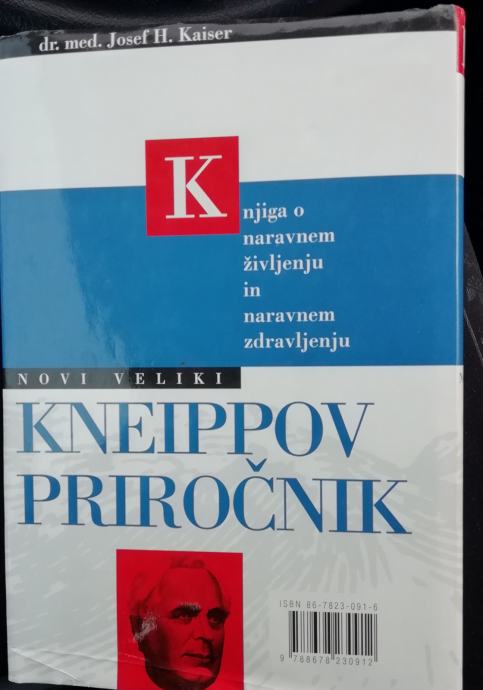 dr. med. Josef H. Kaiser
Knjiga o
naravnem
življenju
in
naravnem
zdravljenju
NOVI VELIKI
KNEIPPOV
PRIROČNIK
ISBN 86-7823-091-6
9 788678 230912